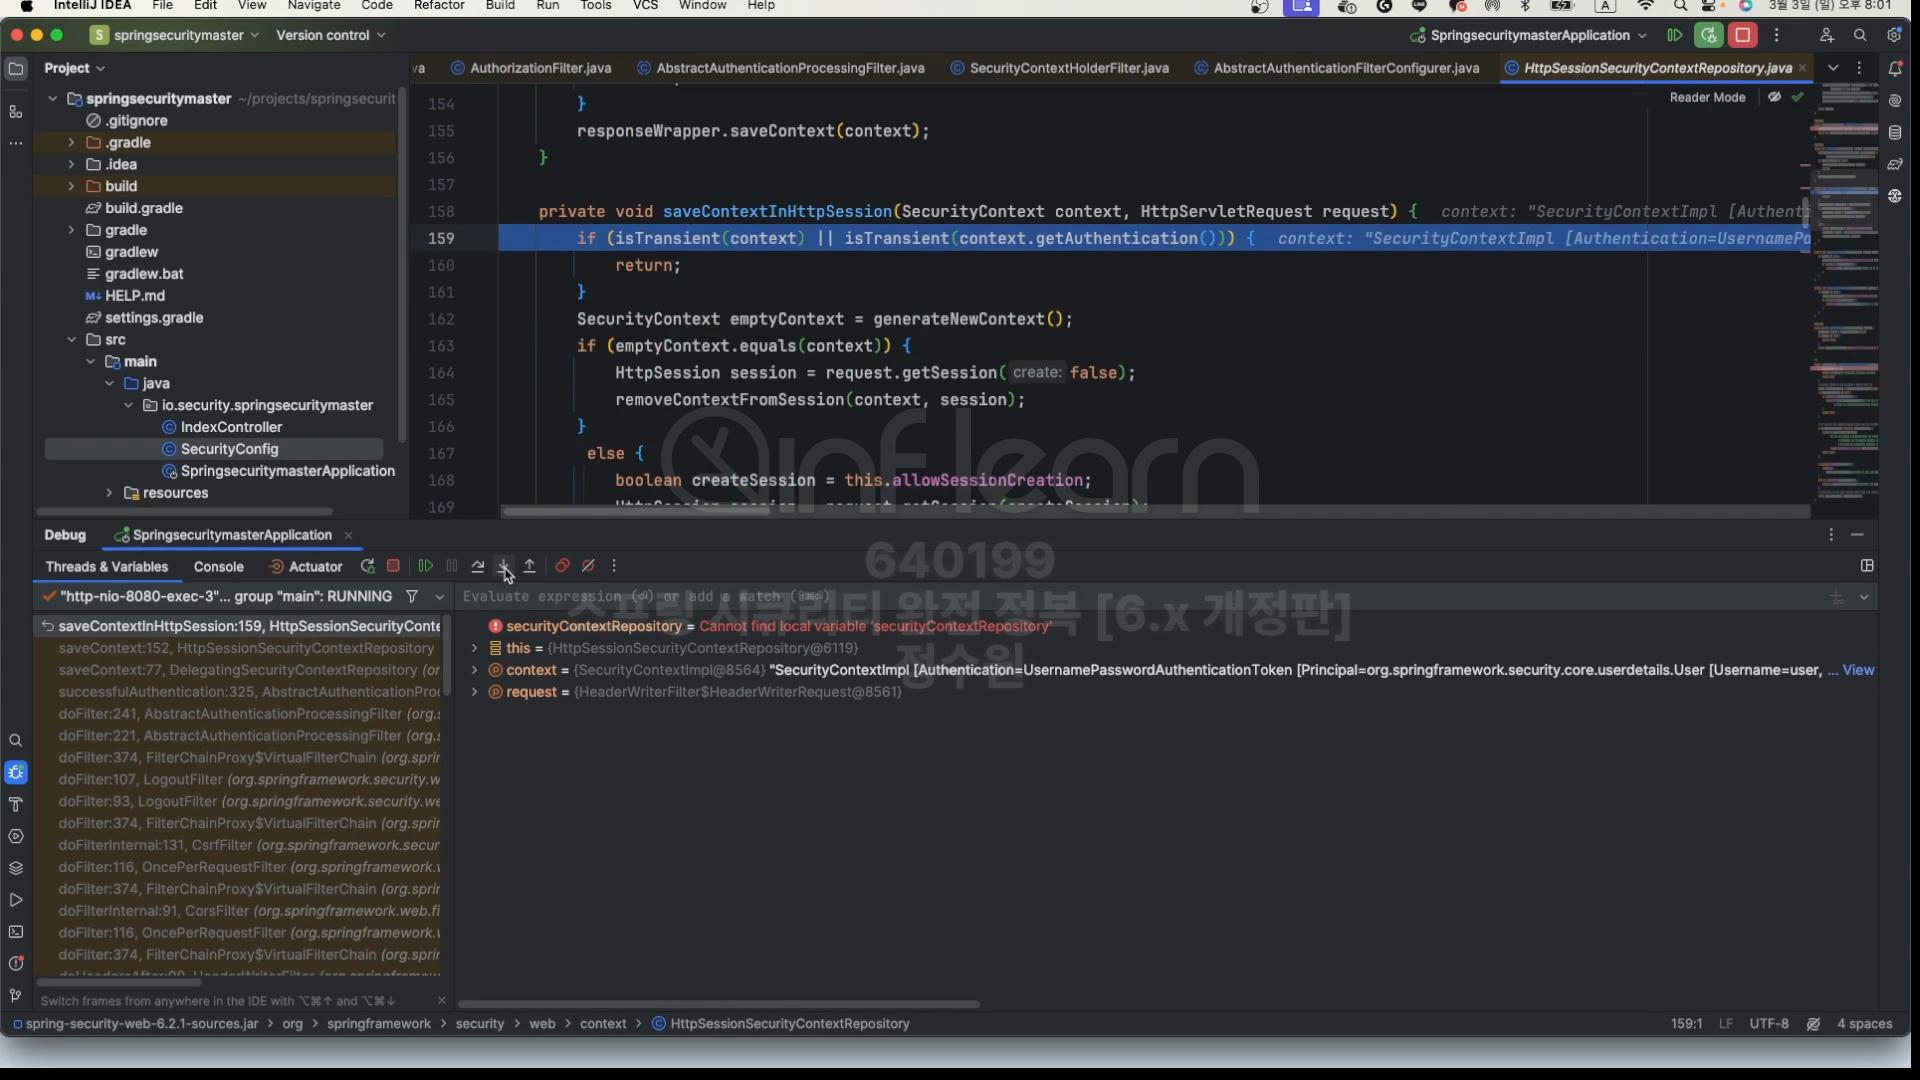 IntelliJ IDEA File Edit View Navigate Code Refactor Build Run Tools VCS Window Help
3월 3일 (일) 오후 8:01
S springsecuritymaster Version control
SpringsecuritymasterApplication
Project
va AuthorizationFilter.java AbstractAuthenticationProcessingFilter.java SecurityContextHolderFilter.java AbstractAuthenticationFilterConfigurer.java HttpSessionSecurityContextRepository.java
Reader Mode
springsecuritymaster ~/projects/springsecurit
.gitignore
.gradle
.idea
build
build.gradle
gradle
gradlew
gradlew.bat
M↓ HELP.md
settings.gradle
src
main
java
io.security.springsecuritymaster
IndexController
SecurityConfig
SpringsecuritymasterApplication
resources
154 }
155 responseWrapper.saveContext(context);
156 }
157
158 private void saveContextInHttpSession(SecurityContext context, HttpServletRequest request) { context: "SecurityContextImpl [Authenti
159 if (isTransient(context) || isTransient(context.getAuthentication())) { context: "SecurityContextImpl [Authentication=UsernamePa
160 return;
161 }
162 SecurityContext emptyContext = generateNewContext();
163 if (emptyContext.equals(context)) {
164 HttpSession session = request.getSession( create: false);
165 removeContextFromSession(context, session);
166 }
167 else {
168 boolean createSession = this.allowSessionCreation;
169 HttpSession session = request.getSession(createSession);
inflearn
640199
스프링 시큐리티 완전 정복 [6.x 개정판]
정수원
Debug SpringsecuritymasterApplication
Threads & Variables Console Actuator
"http-nio-8080-exec-3"... group "main": RUNNING
Evaluate expression (⏎) or add a watch (⇧⌘⏎)
saveContextInHttpSession:159, HttpSessionSecurityConte
saveContext:152, HttpSessionSecurityContextRepository
saveContext:77, DelegatingSecurityContextRepository (or
successfulAuthentication:325, AbstractAuthenticationProc
doFilter:241, AbstractAuthenticationProcessingFilter (org.s
doFilter:221, AbstractAuthenticationProcessingFilter (org.s
doFilter:374, FilterChainProxy$VirtualFilterChain (org.sprir
doFilter:107, LogoutFilter (org.springframework.security.w
doFilter:93, LogoutFilter (org.springframework.security.we
doFilter:374, FilterChainProxy$VirtualFilterChain (org.sprir
doFilterInternal:131, CsrfFilter (org.springframework.secur
doFilter:116, OncePerRequestFilter (org.springframework.w
doFilter:374, FilterChainProxy$VirtualFilterChain (org.sprir
doFilterInternal:91, CorsFilter (org.springframework.web.fi
doFilter:116, OncePerRequestFilter (org.springframework.w
doFilter:374, FilterChainProxy$VirtualFilterChain (org.sprir
doHeadersAfter:90, HeaderWriterFilter (org.springframework
securityContextRepository = Cannot find local variable 'securityContextRepository'
this = {HttpSessionSecurityContextRepository@6119}
context = {SecurityContextImpl@8564} "SecurityContextImpl [Authentication=UsernamePasswordAuthenticationToken [Principal=org.springframework.security.core.userdetails.User [Username=user, ... View
request = {HeaderWriterFilter$HeaderWriterRequest@8561}
Switch frames from anywhere in the IDE with ⌥⌘↑ and ⌥⌘↓
spring-security-web-6.2.1-sources.jar > org > springframework > security > web > context > HttpSessionSecurityContextRepository
159:1 LF UTF-8 4 spaces